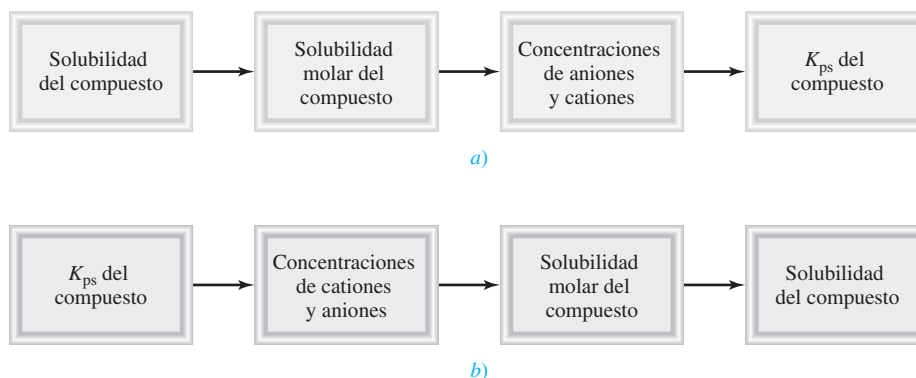 Solubilidad
del compuesto
Solubilidad
molar del
compuesto
Concentraciones
de aniones
y cationes
Kps del
compuesto
a)
Kps del
compuesto
Concentraciones
de cationes
y aniones
Solubilidad
molar del
compuesto
Solubilidad
del compuesto
b)